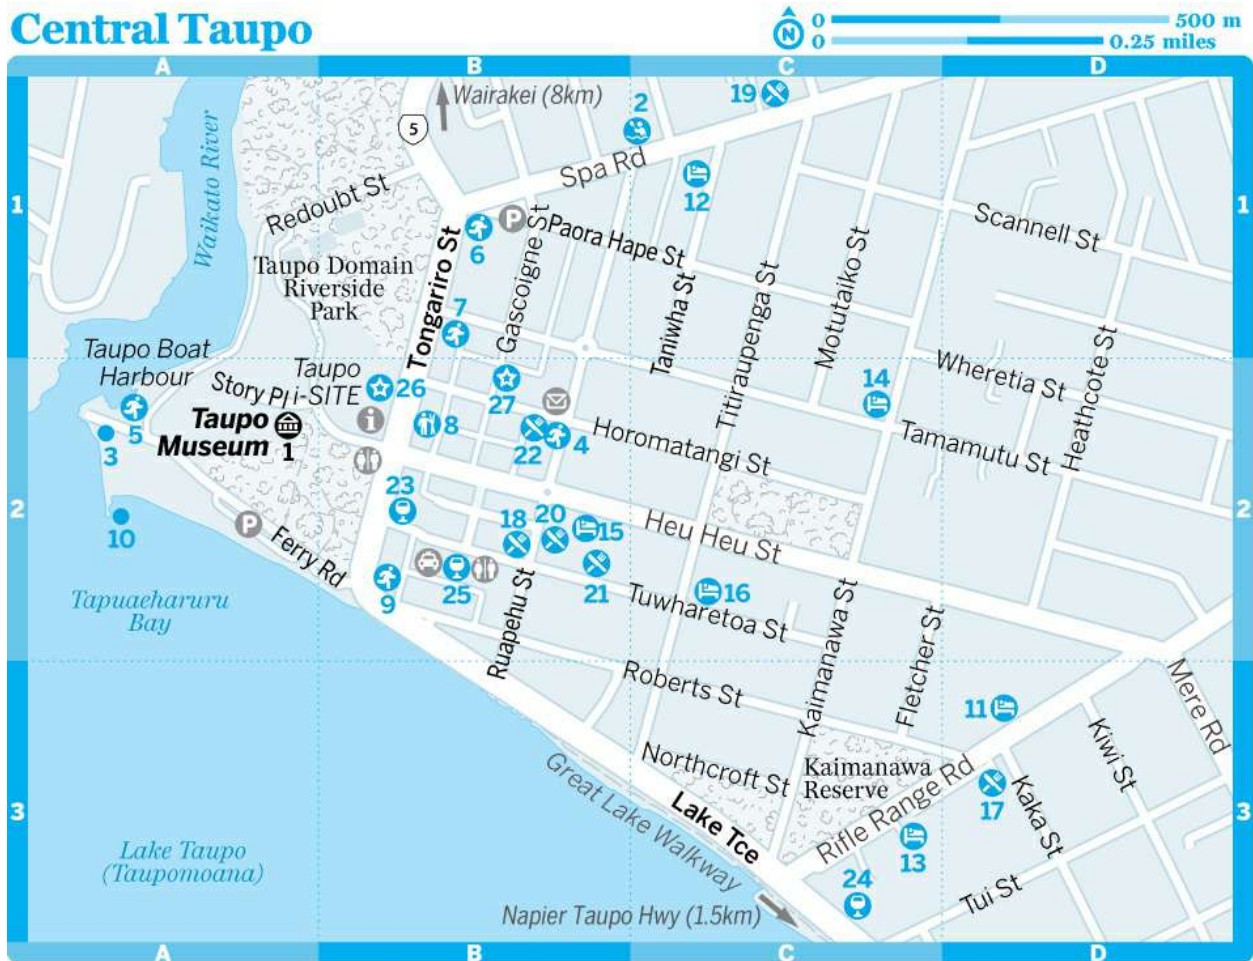 Central Taupo
N
0
500 m
0
0.25 miles
A
B
C
D
Wairakei (8km)
2
19
5
Waikato River
Spa Rd
1
Redoubt St
12
1
P
Scannell St
6
Paora Hape St
Taupo Domain
Riverside
Park
Tongariro St
Gascoigne St
7
Taniwha St
Titiraupenga St
Motutaiko St
Taupo Boat
Harbour
Taupo
i-SITE
Story Pl
26
27
14
Wheretia St
Heathcote St
5
3
Taupo
Museum
1
i
8
22
4
Horomatangi St
Tamamutu St
23
2
10
P
Ferry Rd
18
20
15
Heu Heu St
2
9
25
21
16
Tapuaeharuru
Bay
Ruapehu St
Tuwharetoa St
Kaimanawa St
Fletcher St
Roberts St
11
Mere Rd
Kiwi St
Northcroft St
Kaimanawa
Reserve
Great Lake Walkway
Lake Tce
Rifle Range Rd
17
Kaka St
3
13
3
Lake Taupo
(Taupomoana)
24
Tui St
Napier Taupo Hwy (1.5km)
A
B
C
D